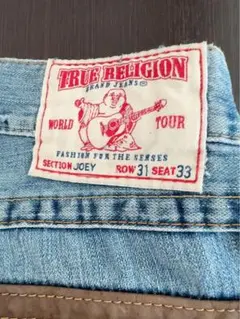 TRUE RELIGION
BRAND JEANS
WORLD TOUR
FASHION FOR THE SENSES
SECTION JOEY ROW 31 SEAT 33